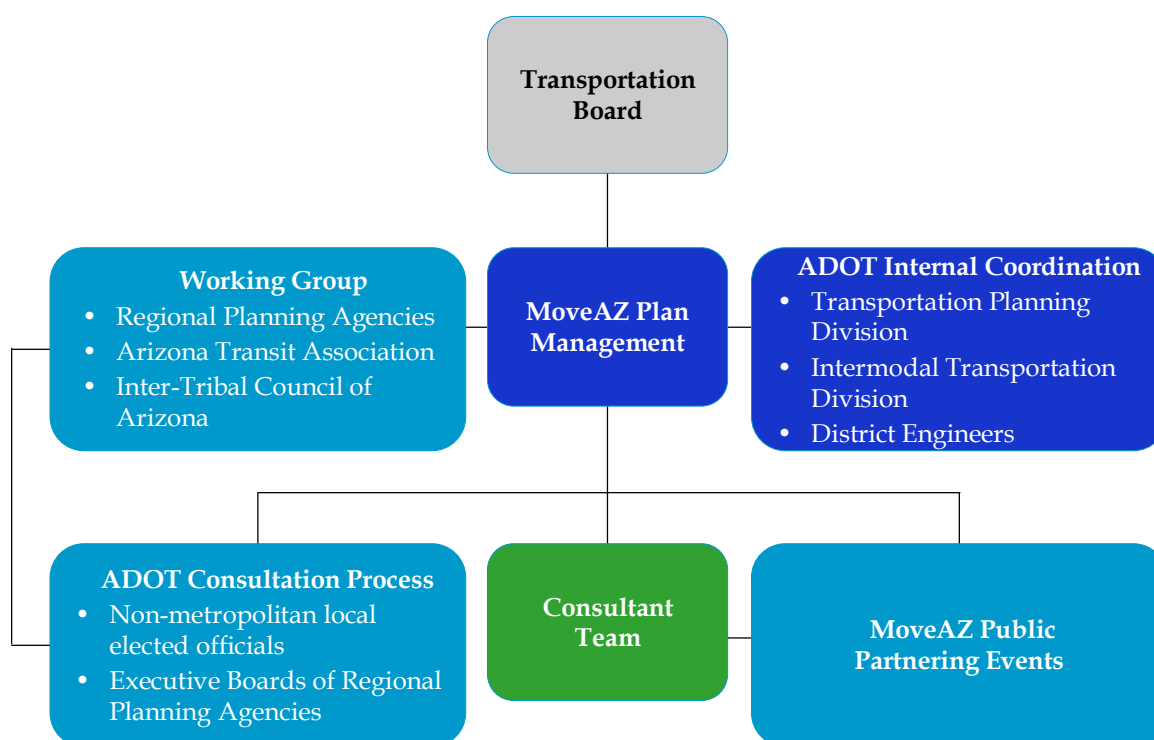 Transportation
Board
Working Group
• Regional Planning Agencies
• Arizona Transit Association
• Inter-Tribal Council of
Arizona
MoveAZ Plan
Management
ADOT Internal Coordination
• Transportation Planning
Division
• Intermodal Transportation
Division
• District Engineers
ADOT Consultation Process
• Non-metropolitan local
elected officials
• Executive Boards of Regional
Planning Agencies
Consultant
Team
MoveAZ Public
Partnering Events